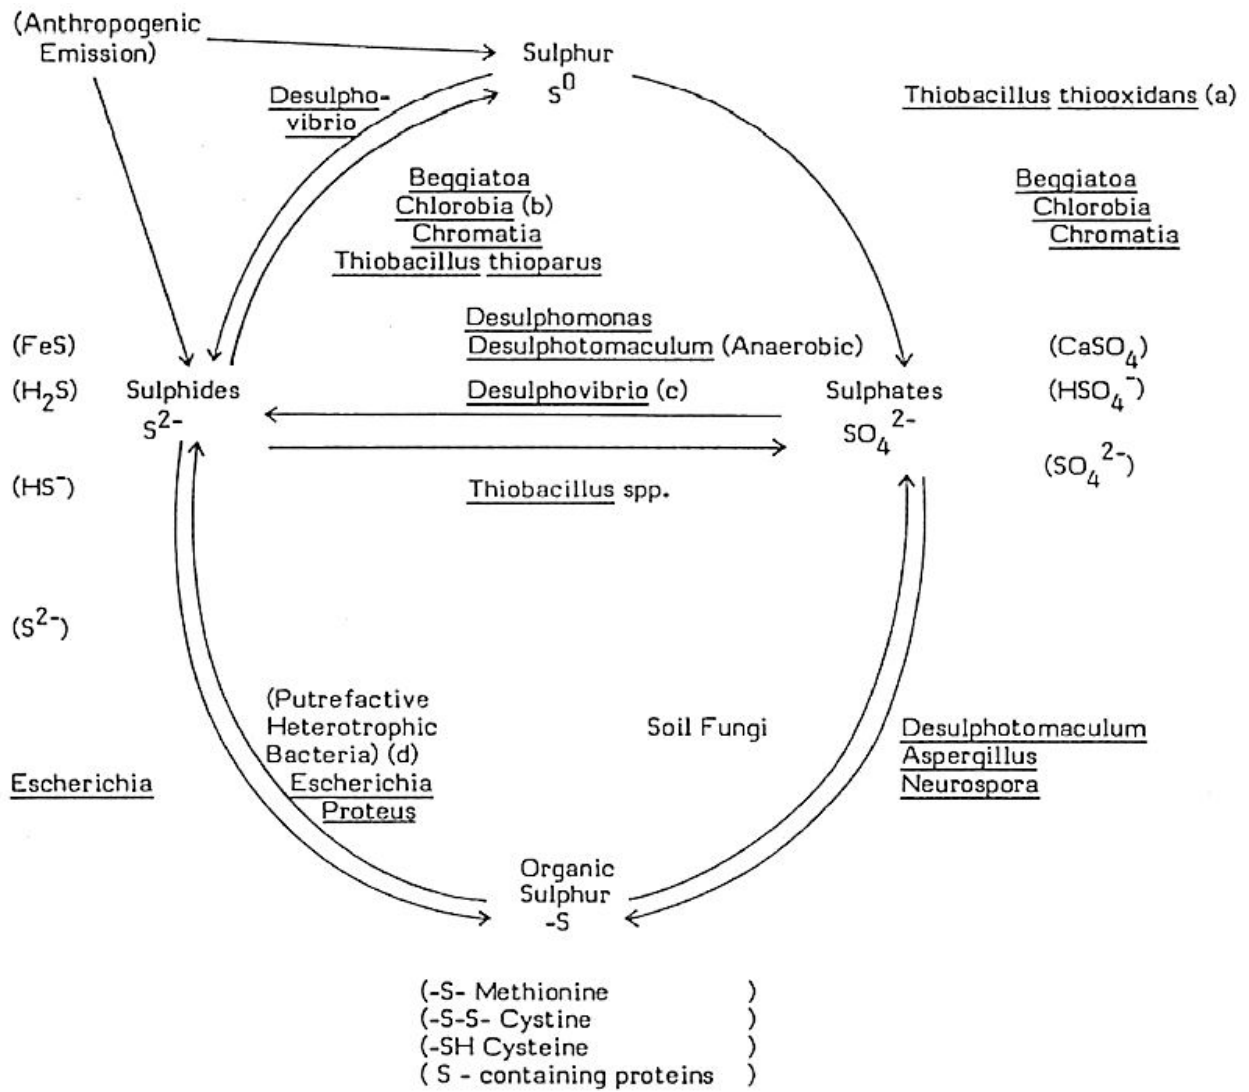 (Anthropogenic
Emission)
Sulphur
S⁰
Desulpho-
vibrio
Thiobacillus thiooxidans (a)
Beggiatoa
Chlorobia (b)
Chromatia
Thiobacillus thioparus
Beggiatoa
Chlorobia
Chromatia
Desulphomonas
(FeS)
Desulphotomaculum (Anaerobic)
(CaSO₄)
(H₂S)
Sulphides
S²⁻
Desulphovibrio (c)
Sulphates
SO₄²⁻
(HSO₄⁻)
(SO₄²⁻)
(HS⁻)
Thiobacillus spp.
(S²⁻)
(Putrefactive
Heterotrophic
Bacteria) (d)
Escherichia
Proteus
Soil Fungi
Desulphotomaculum
Aspergillus
Neurospora
Escherichia
Organic
Sulphur
-S
(-S- Methionine )
(-S-S- Cystine )
(-SH Cysteine )
( S - containing proteins )